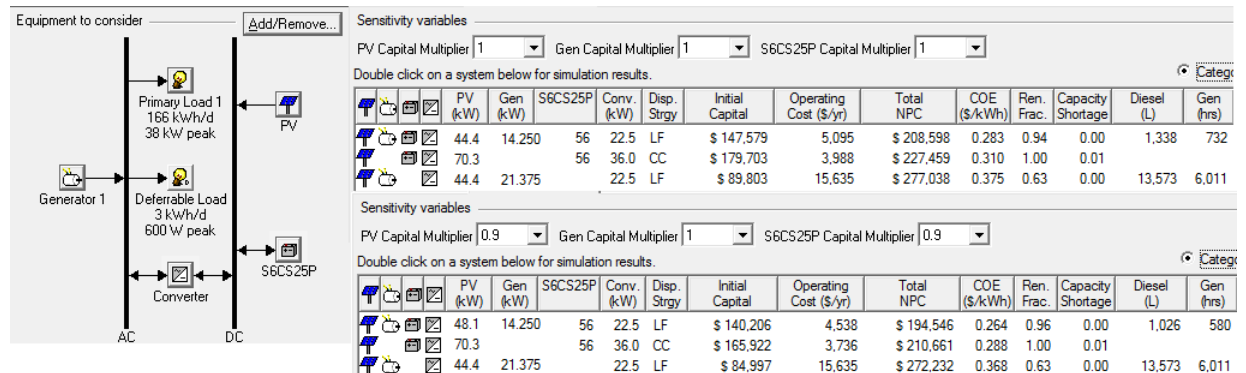 Equipment to consider
Add/Remove...
Primary Load 1
166 kWh/d
38 kW peak
PV
Generator 1
Deferrable Load
3 kWh/d
600 W peak
S6CS25P
Converter
AC DC
Sensitivity variables
PV Capital Multiplier 1 Gen Capital Multiplier 1 S6CS25P Capital Multiplier 1
Double click on a system below for simulation results. Catego
PV (kW) Gen (kW) S6CS25P Conv. (kW) Disp. Strgy Initial Capital Operating Cost ($/yr) Total NPC COE ($/kWh) Ren. Frac. Capacity Shortage Diesel (L) Gen (hrs)
44.4 14.250 56 22.5 LF $ 147,579 5,095 $ 208,598 0.283 0.94 0.00 1,338 732
70.3 56 36.0 CC $ 179,703 3,988 $ 227,459 0.310 1.00 0.01
44.4 21.375 22.5 LF $ 89,803 15,635 $ 277,038 0.375 0.63 0.00 13,573 6,011
Sensitivity variables
PV Capital Multiplier 0.9 Gen Capital Multiplier 1 S6CS25P Capital Multiplier 0.9
Double click on a system below for simulation results. Catego
PV (kW) Gen (kW) S6CS25P Conv. (kW) Disp. Strgy Initial Capital Operating Cost ($/yr) Total NPC COE ($/kWh) Ren. Frac. Capacity Shortage Diesel (L) Gen (hrs)
48.1 14.250 56 22.5 LF $ 140,206 4,538 $ 194,546 0.264 0.96 0.00 1,026 580
70.3 56 36.0 CC $ 165,922 3,736 $ 210,661 0.288 1.00 0.01
44.4 21.375 22.5 LF $ 84,997 15,635 $ 272,232 0.368 0.63 0.00 13,573 6,011